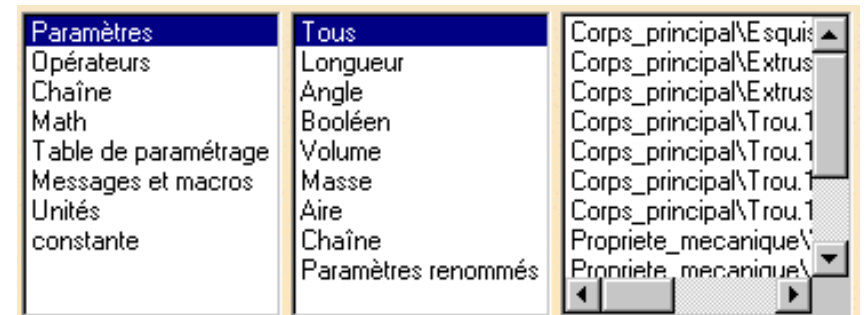 Paramètres
Opérateurs
Chaîne
Math
Table de paramétrage
Messages et macros
Unités
constante
Tous
Longueur
Angle
Booléen
Volume
Masse
Aire
Chaîne
Paramètres renommés
Corps_principal\Esquis
Corps_principal\Extrus
Corps_principal\Extrus
Corps_principal\Trou.1
Corps_principal\Trou.1
Corps_principal\Trou.1
Corps_principal\Trou.1
Propriete_mecanique\
Propriete_mecanique\